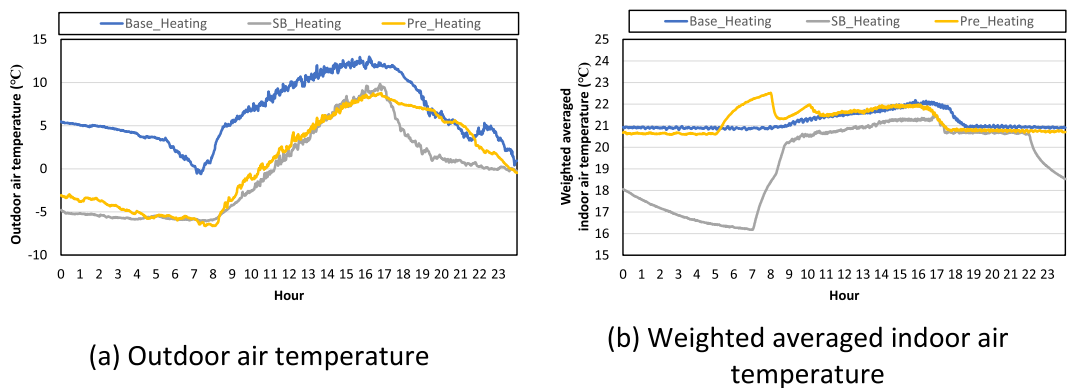 Base_Heating SB_Heating Pre_Heating
15
10
5
0
-5
-10
Outdoor air temperature (℃)
0 1 2 3 4 5 6 7 8 9 10 11 12 13 14 15 16 17 18 19 20 21 22 23
Hour
(a) Outdoor air temperature
Base_Heating SB_Heating Pre_Heating
25
24
23
22
21
20
19
18
17
16
15
Weighted averaged
indoor air temperature (℃)
0 1 2 3 4 5 6 7 8 9 10 11 12 13 14 15 16 17 18 19 20 21 22 23
Hour
(b) Weighted averaged indoor air
temperature